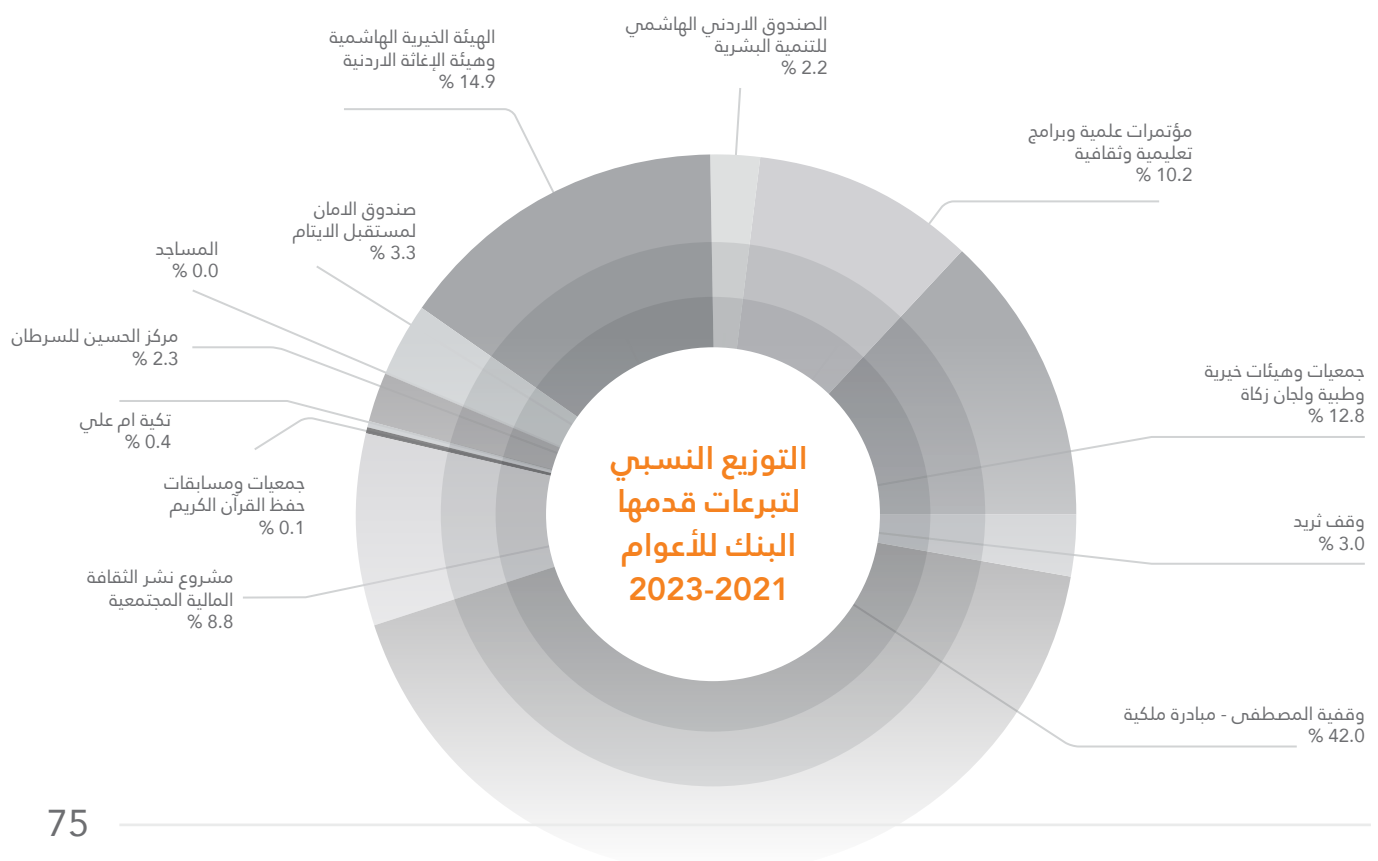 الصندوق الاردني الهاشمي
للتنمية البشرية
2.2 %
الهيئة الخيرية الهاشمية
وهيئة الإغاثة الاردنية
14.9 %
مؤتمرات علمية وبرامج
تعليمية وثقافية
10.2 %
صندوق الامان
لمستقبل الايتام
3.3 %
المساجد
0.0 %
مركز الحسين للسرطان
2.3 %
جمعيات وهيئات خيرية
وطبية ولجان زكاة
12.8 %
تكية ام علي
0.4 %
التوزيع النسبي
لتبرعات قدمها
البنك للأعوام
2023-2021
جمعيات ومسابقات
حفظ القرآن الكريم
0.1 %
وقف ثريد
3.0 %
مشروع نشر الثقافة
المالية المجتمعية
8.8 %
وقفية المصطفى - مبادرة ملكية
42.0 %
75